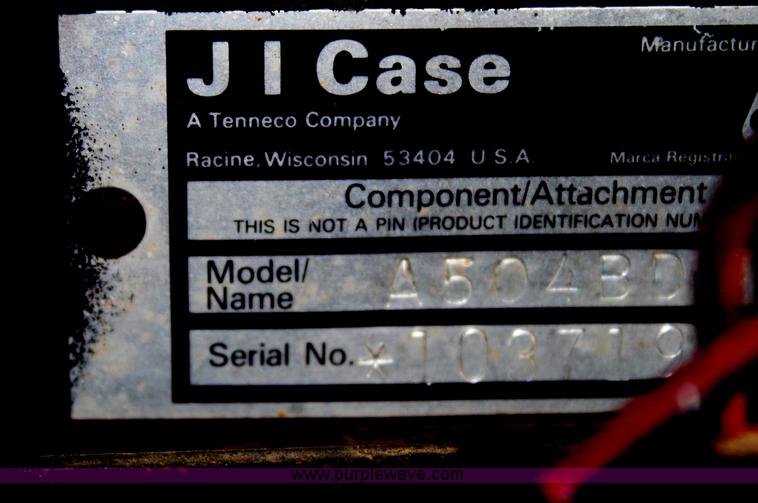 J I Case
Manufactur
A Tenneco Company
Racine, Wisconsin 53404 U.S.A.
Marca Registra
Component/Attachment
THIS IS NOT A PIN (PRODUCT IDENTIFICATION NUM
Model/
Name
A504BD
Serial No. *103719
www.purplewave.com